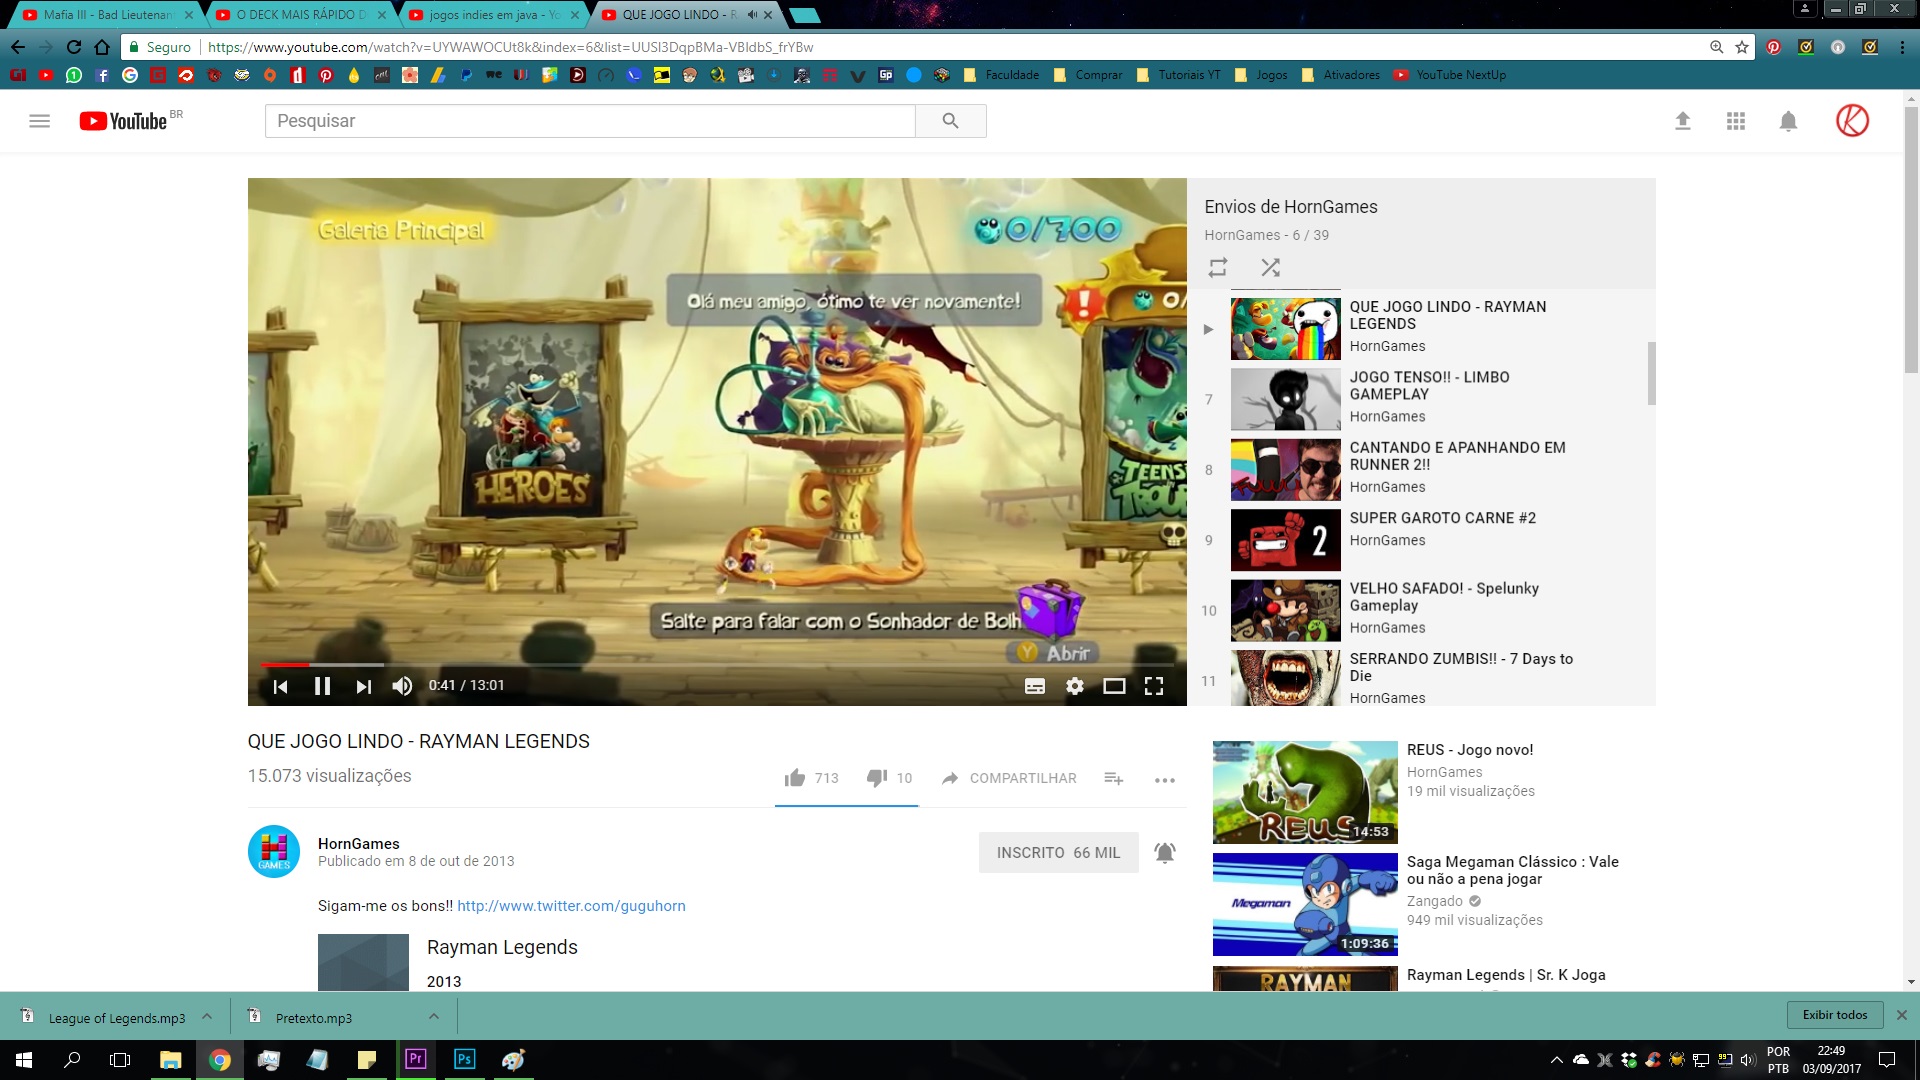 Mafia III - Bad Lieutenan
O DECK MAIS RÁPIDO D
jogos indies em java - Yo
QUE JOGO LINDO - R
Seguro
https://www.youtube.com/watch?v=UYWAWOCUt8k&index=6&list=UUSI3DqpBMa-VBIdbS_frYBw
Faculdade
Comprar
Tutoriais YT
Jogos
Ativadores
YouTube NextUp
YouTube BR
Pesquisar
Galeria Principal
0/700
Olá meu amigo, ótimo te ver novamente!
HEROES
TEENS
TROU
Salte para falar com o Sonhador de Bolh
Y Abrir
0:41 / 13:01
Envios de HornGames
HornGames - 6 / 39
QUE JOGO LINDO - RAYMAN
LEGENDS
HornGames
7
JOGO TENSO!! - LIMBO
GAMEPLAY
HornGames
8
CANTANDO E APANHANDO EM
RUNNER 2!!
HornGames
9
2
SUPER GAROTO CARNE #2
HornGames
10
VELHO SAFADO! - Spelunky
Gameplay
HornGames
11
SERRANDO ZUMBIS!! - 7 Days to
Die
HornGames
QUE JOGO LINDO - RAYMAN LEGENDS
15.073 visualizações
713
10
COMPARTILHAR
H
GAMES
HornGames
Publicado em 8 de out de 2013
INSCRITO 66 MIL
Sigam-me os bons!! http://www.twitter.com/guguhorn
Rayman Legends
2013
REUS
14:53
REUS - Jogo novo!
HornGames
19 mil visualizações
Megaman
1:09:36
Saga Megaman Clássico : Vale
ou não a pena jogar
Zangado
949 mil visualizações
RAYMAN
Rayman Legends | Sr. K Joga
League of Legends.mp3
Pretexto.mp3
Exibir todos
Pr
Ps
POR
PTB
22:49
03/09/2017